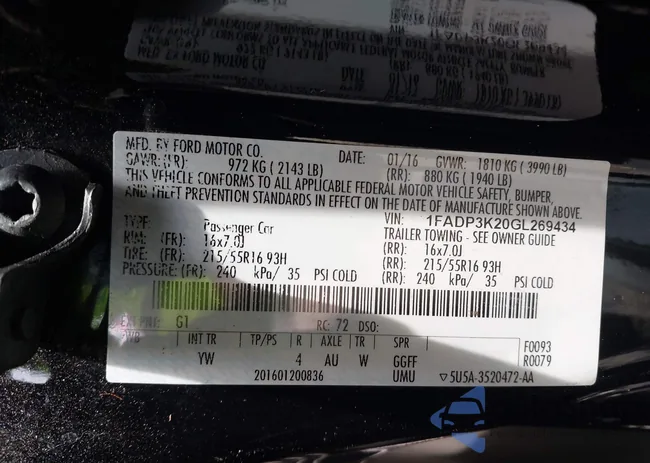 MFD. BY FORD MOTOR CO.
DATE: 01/16 GVWR: 1810 KG ( 3990 LB)
GAWR:(FR): 972 KG ( 2143 LB) (RR): 880 KG ( 1940 LB)
THIS VEHICLE CONFORMS TO ALL APPLICABLE FEDERAL MOTOR VEHICLE SAFETY, BUMPER,
AND THEFT PREVENTION STANDARDS IN EFFECT ON THE DATE OF MANUFACTURE SHOWN ABOVE.
VIN: 1FADP3K20GL269434
TYPE: Passenger Car TRAILER TOWING - SEE OWNER GUIDE
RIM: (FR): 16x7.0J (RR): 16x7.0J
TIRE: (FR): 215/55R16 93H (RR): 215/55R16 93H
PRESSURE: (FR): 240 kPa/ 35 PSI COLD (RR): 240 kPa/ 35 PSI COLD
EXT PNT: G1 RC: 72 DSO:
WB INT TR TP/PS R AXLE TR SPR F0093
YW 4 AU W GGFF R0079
201601200836 UMU ▽5U5A-3520472-AA